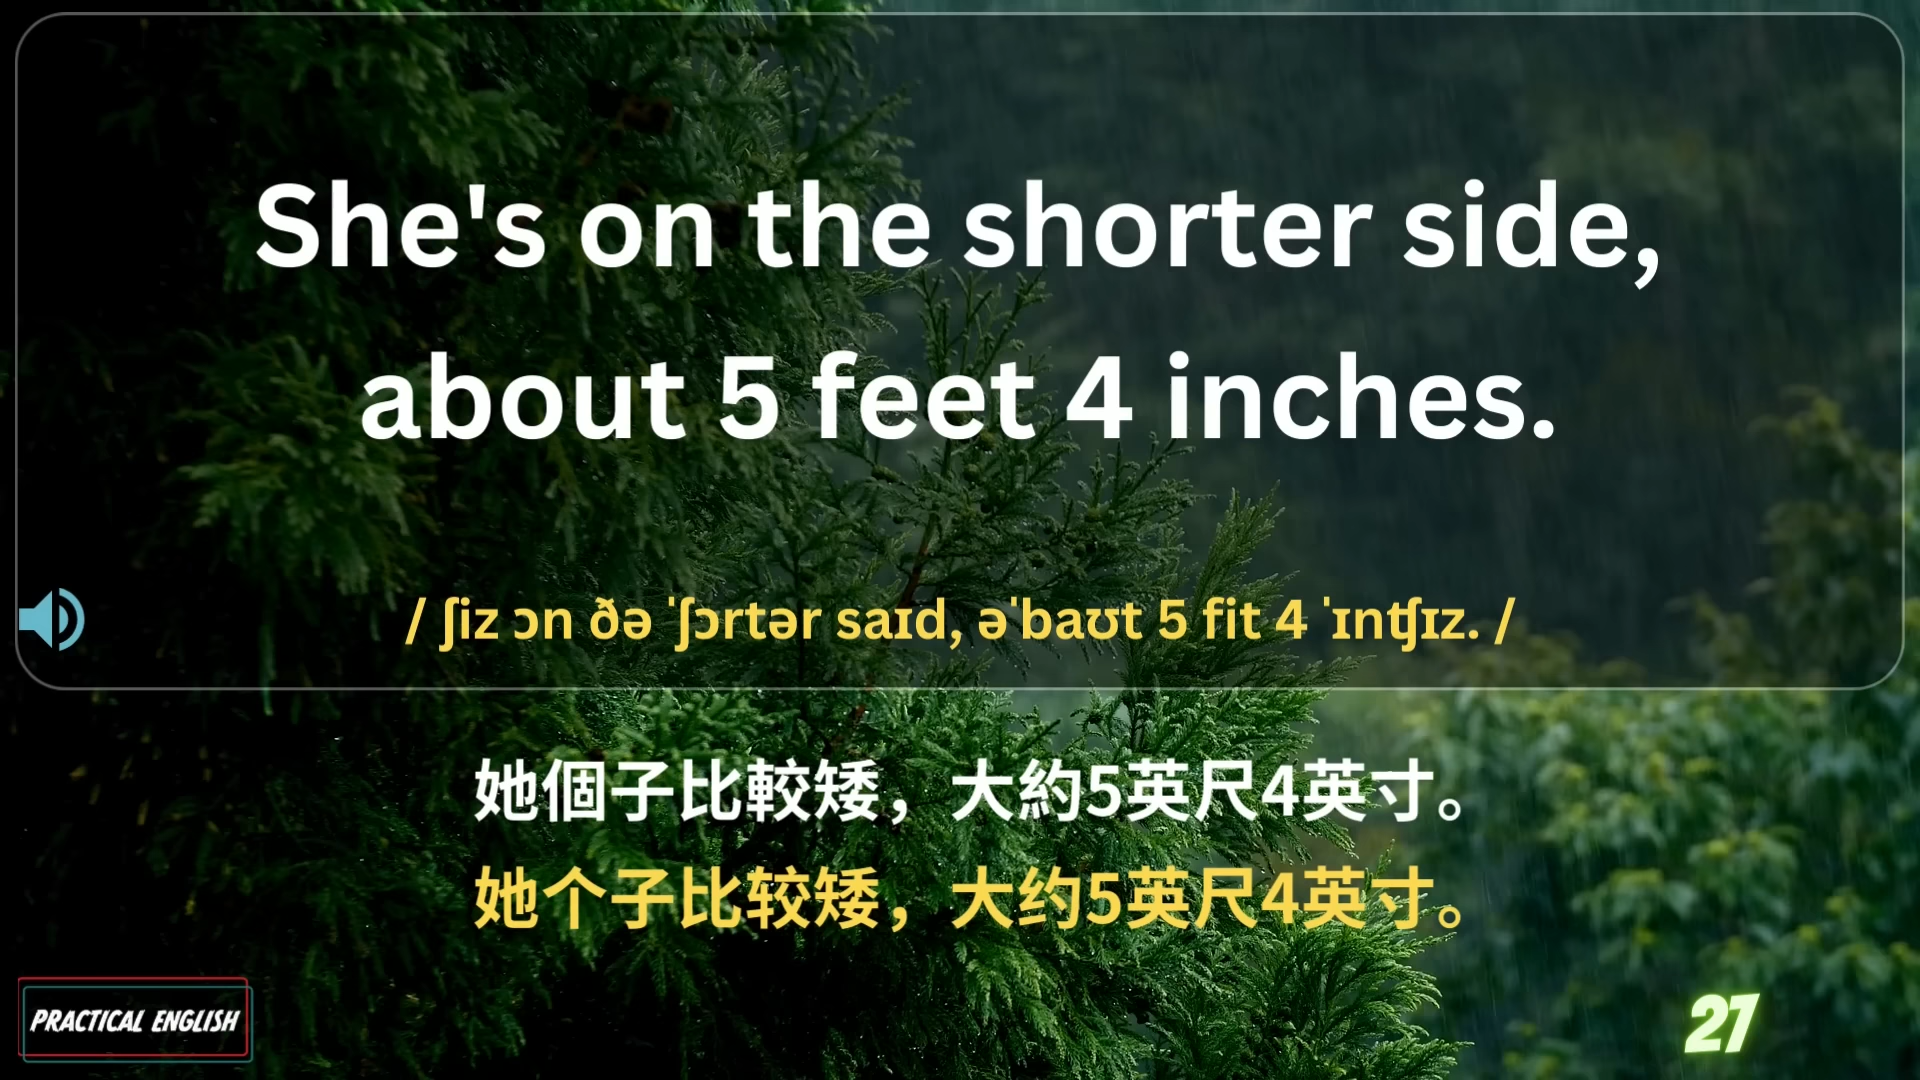 She's on the shorter side,
about 5 feet 4 inches.
/ ʃiz ɔn ðə ˈʃɔrtər saɪd, əˈbaʊt 5 fit 4 ˈɪnʧɪz. /
她個子比較矮，大約5英尺4英寸。
她个子比较矮，大约5英尺4英寸。
PRACTICAL ENGLISH
27